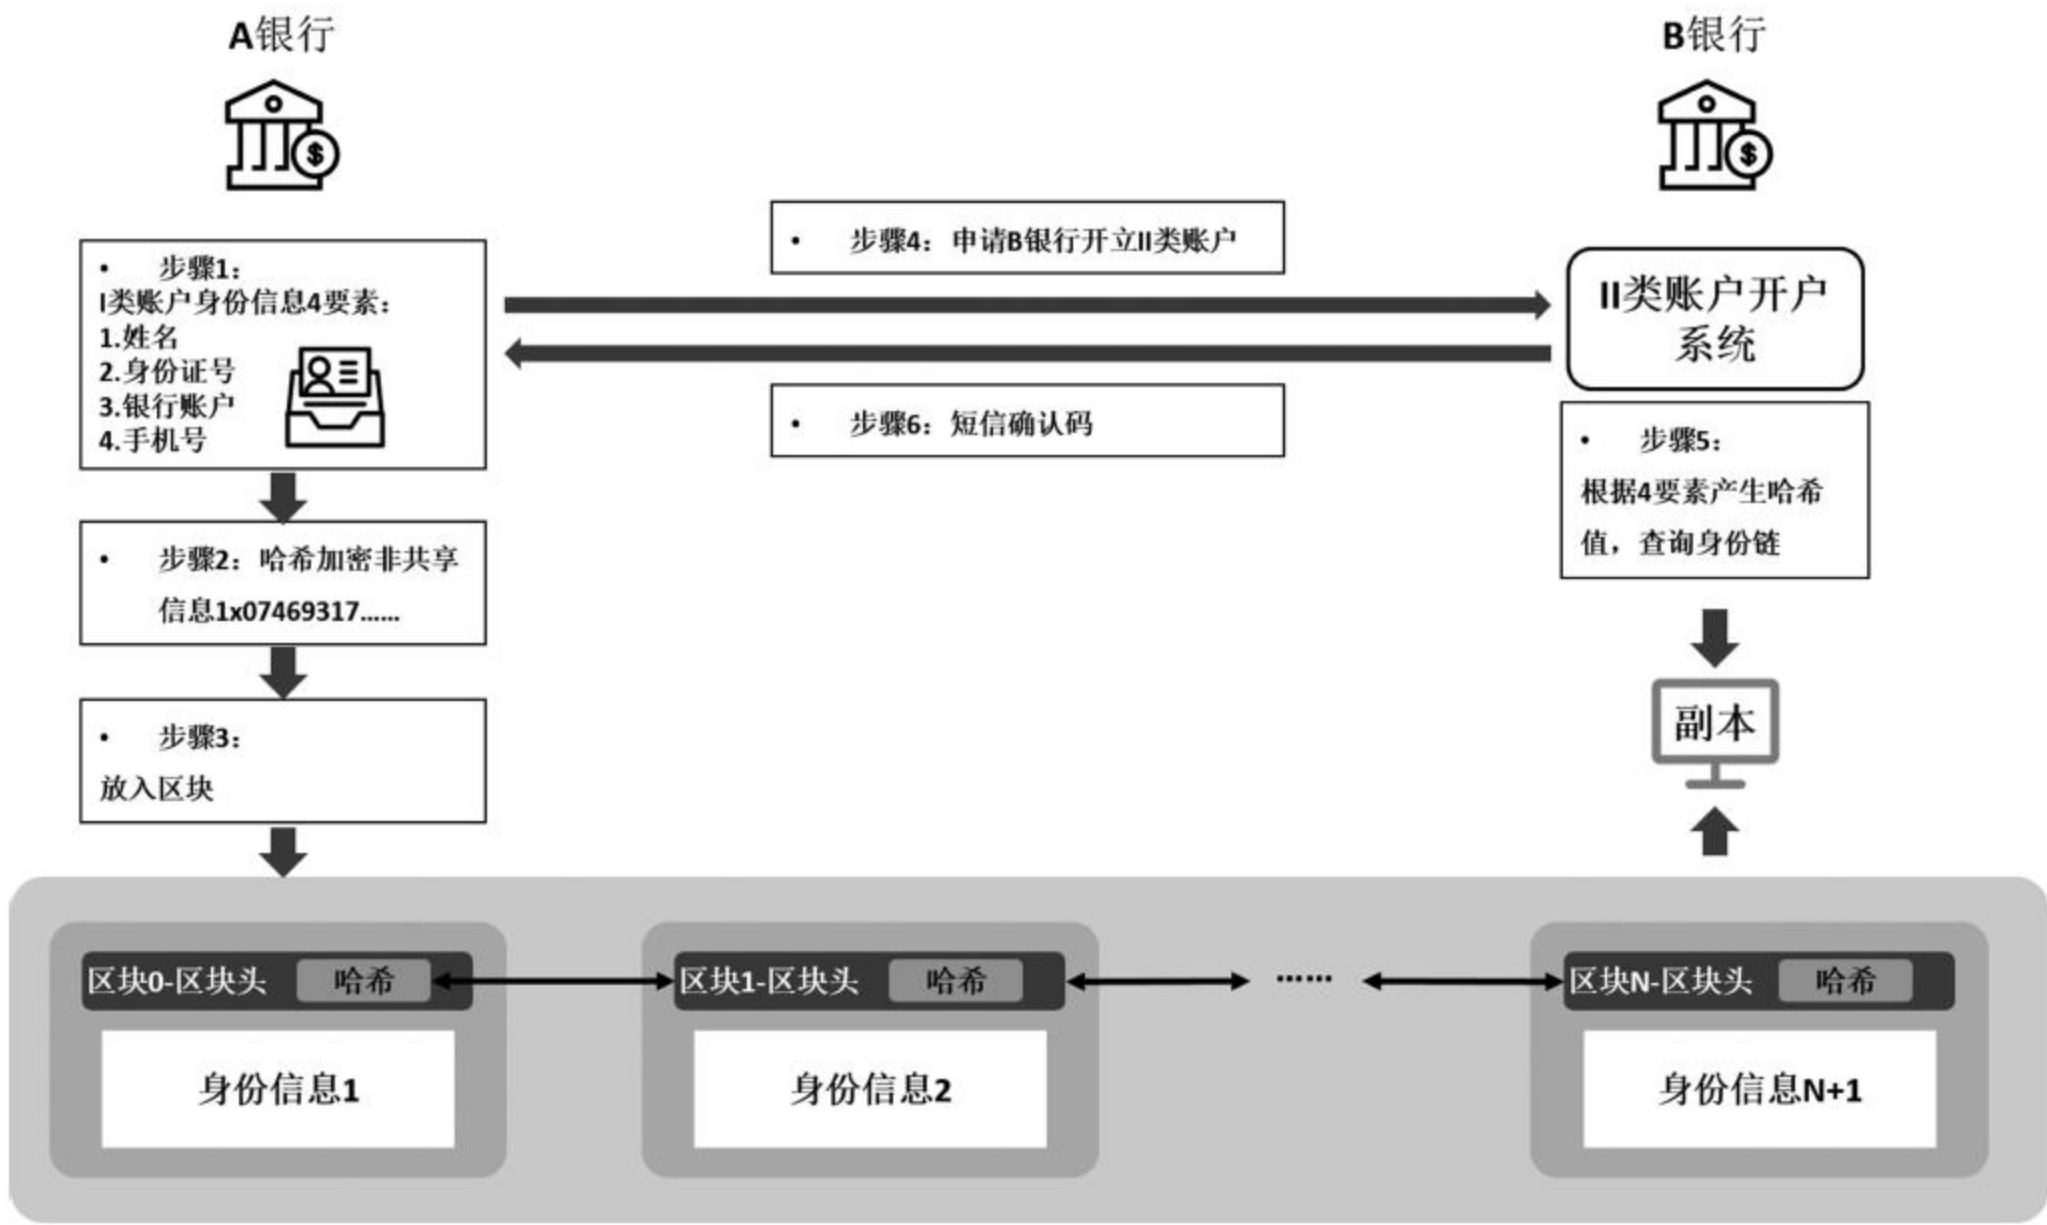 A银行
B银行
• 步骤1：
I类账户身份信息4要素：
1.姓名
2.身份证号
3.银行账户
4.手机号
• 步骤2：哈希加密非共享
信息1x07469317……
• 步骤3：
放入区块
• 步骤4：申请B银行开立II类账户
• 步骤6：短信确认码
II类账户开户
系统
• 步骤5：
根据4要素产生哈希
值，查询身份链
副本
区块0-区块头 哈希
身份信息1
区块1-区块头 哈希
身份信息2
……
区块N-区块头 哈希
身份信息N+1